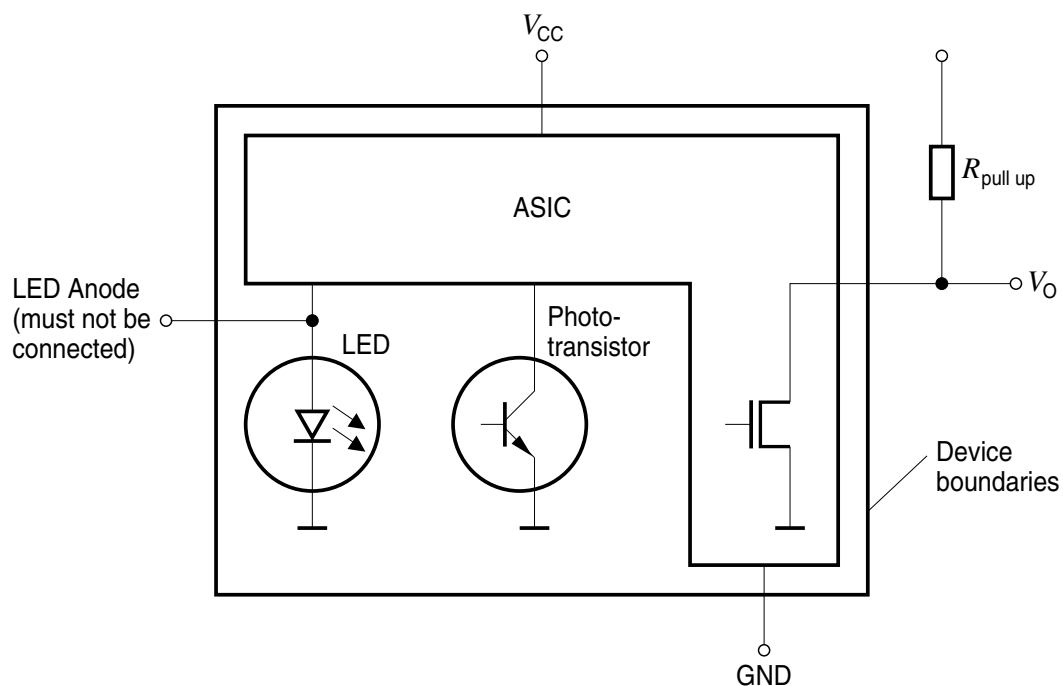 VCC
Rpull up
ASIC
LED Anode
(must not be
connected)
VO
Photo-
transistor
LED
Device
boundaries
GND